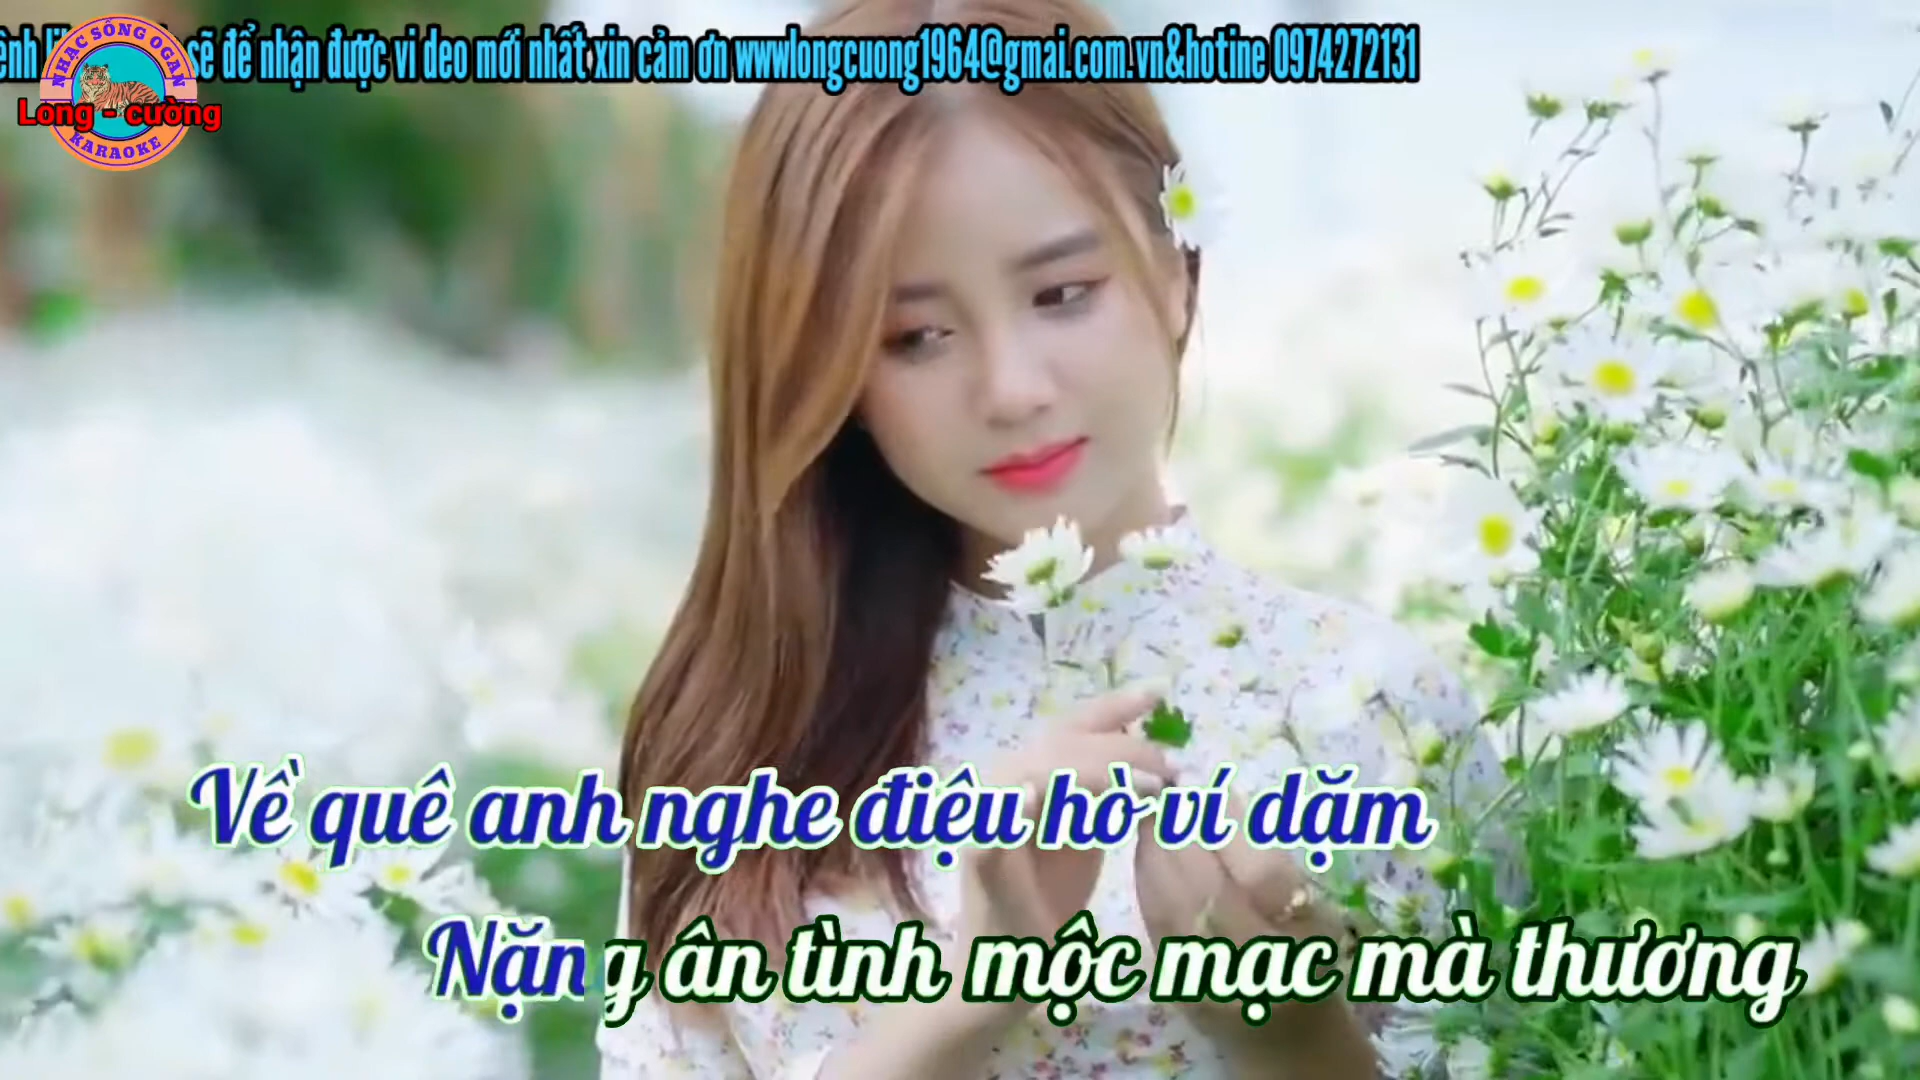 sẽ để nhận được vi deo mới nhất xin cảm ơn wwwlongcuong1964@gmai.com.vn&hotine 0974272131
NHẠC SÔNG OGAN
Long - cường
KARAOKE
Về quê anh nghe điệu hò ví dặm
Nặng ân tình mộc mạc mà thương